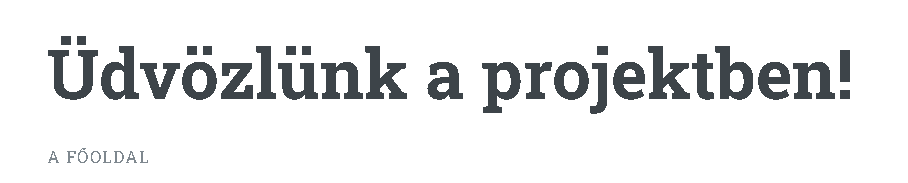 Üdvözlünk a projektben!
A FŐOLDAL